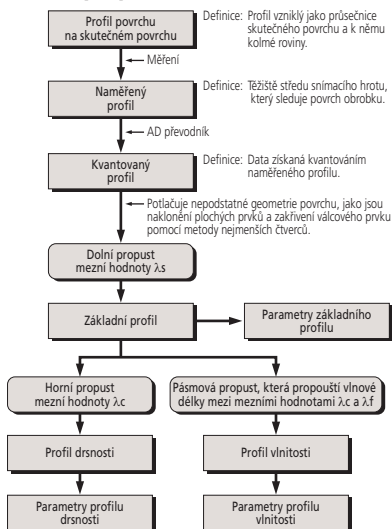 Profil povrchu
na skutečném povrchu
Definice: Profil vzniklý jako průsečnice
skutečného povrchu a k němu
kolmé roviny.
Měření
Naměřený
profil
Definice: Těžiště středu snímacího hrotu,
který sleduje povrch obrobku.
AD převodník
Kvantovaný
profil
Definice: Data získaná kvantováním
naměřeného profilu.
Potlačuje nepodstatné geometrie povrchu, jako jsou
naklonění plochých prvků a zakřivení válcového prvku
pomocí metody nejmenších čtverců.
Dolní propust
mezní hodnoty λs
Základní profil
Parametry základního
profilu
Horní propust
mezní hodnoty λc
Pásmová propust, která propouští vlnové
délky mezi mezními hodnotami λc a λf
Profil drsnosti
Profil vlnitosti
Parametry profilu
drsnosti
Parametry profilu
vlnitosti